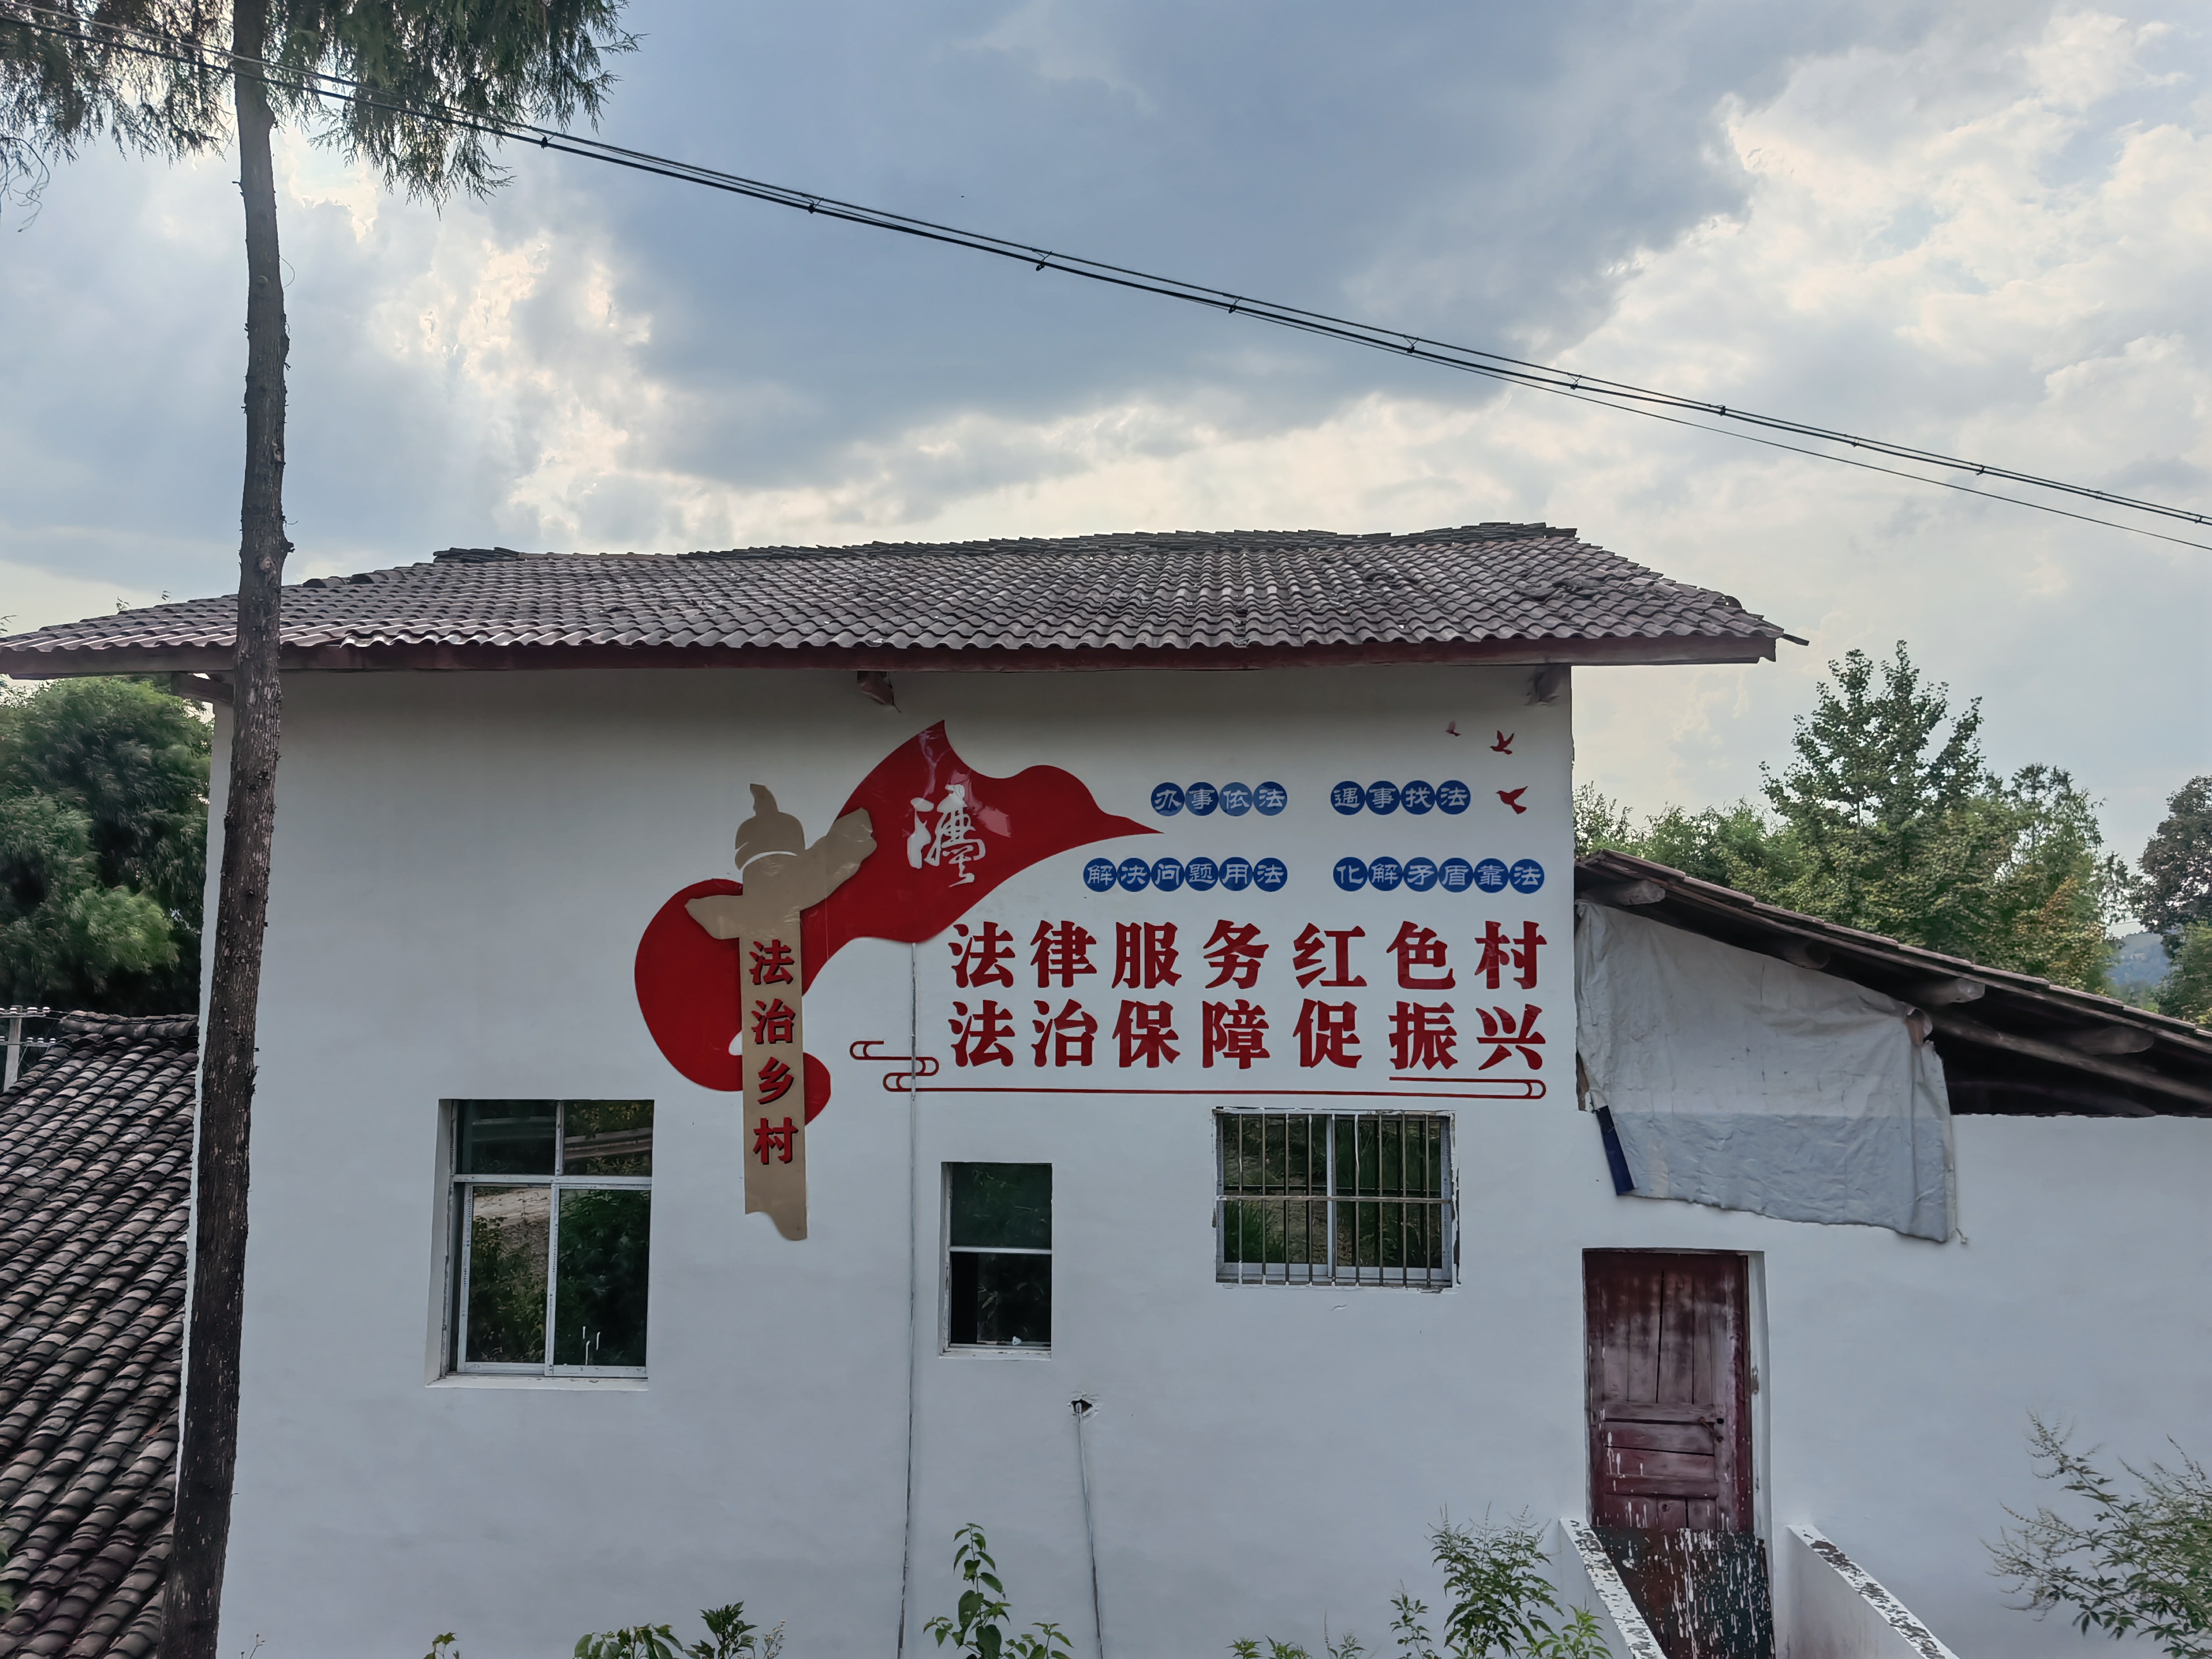 办事依法 遇事找法
解决问题用法 化解矛盾靠法
法律服务红色村
法治保障促振兴
法治乡村